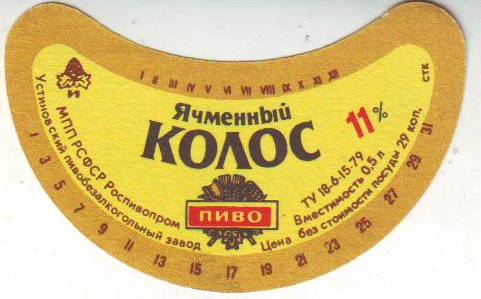 I II III IV V VI VII VIII IX X XI XII
СТК
Ячменный
КОЛОС
11%
ПИВО
МПП РСФСР Роспивопром
Устиновский пивобезалкогольный завод
ТУ 18-6-15-79
Вместимость 0,5 л
Цена без стоимости посуды 29 коп.
1 3 5 7 9 11 13 15 17 19 21 23 25 27 29 31